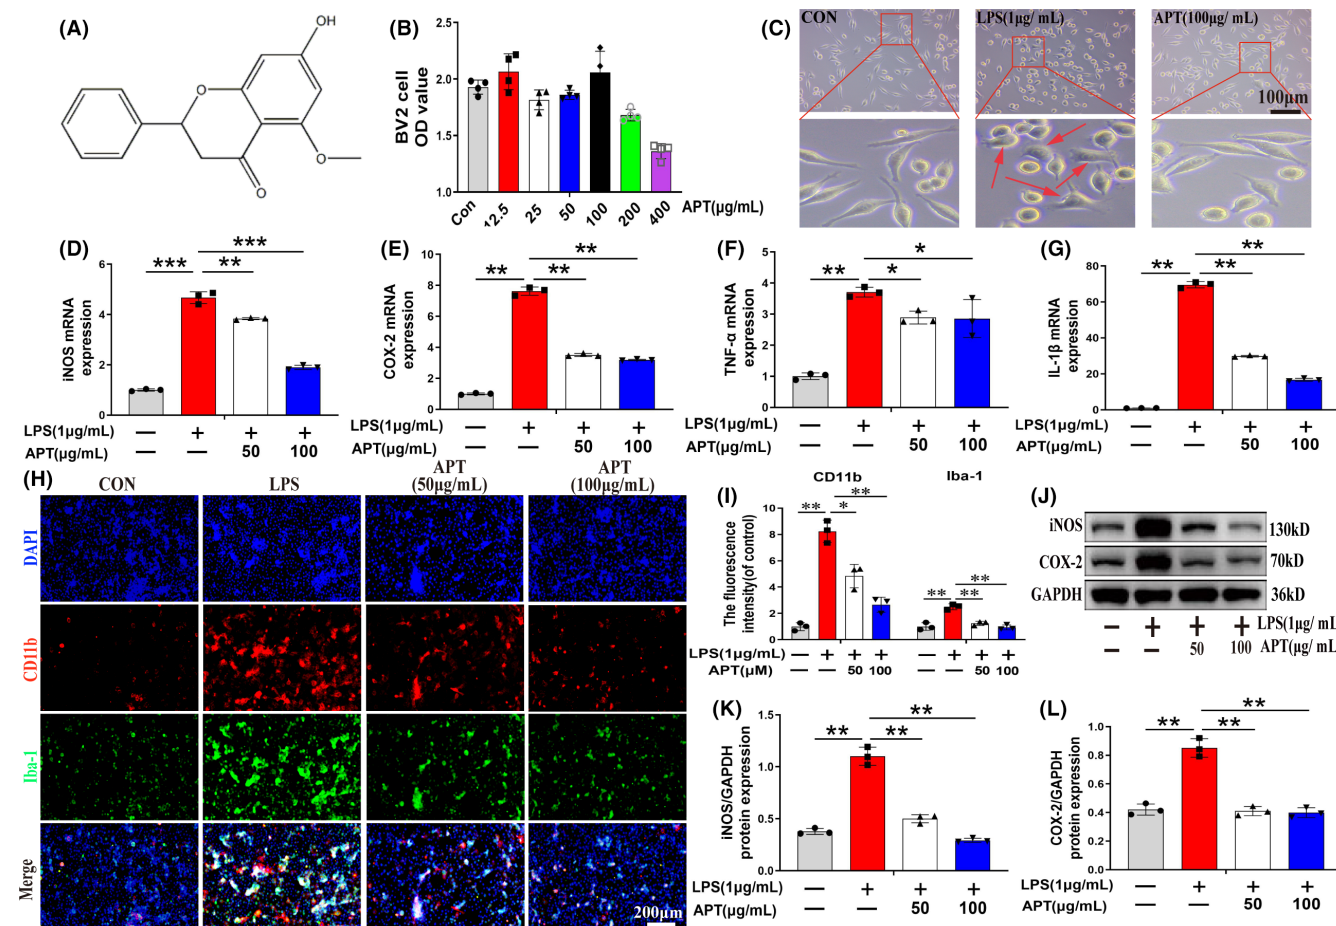 (A)
OH
O
O
O
(B)
BV2 cell
OD value
2.5
2.0
1.5
1.0
Con
12.5
25
50
100
200
400
APT(μg/mL)
(C)
CON
LPS(1μg/ mL)
APT(100μg/ mL)
100μm
(D)
iNOS mRNA
expression
6
4
2
0
***
**
***
LPS(1μg/mL) — + + +
APT(μg/mL) — — 50 100
(E)
COX-2 mRNA
expression
10
8
6
4
2
0
**
**
**
LPS(1μg/mL) — + + +
APT(μg/mL) — — 50 100
(F)
TNF-α mRNA
expression
5
4
3
2
1
0
**
*
*
LPS(1μg/mL) — + + +
APT(μg/mL) — — 50 100
(G)
IL-1β mRNA
expression
80
60
40
20
0
**
**
**
LPS(1μg/mL) — + + +
APT(μg/mL) — — 50 100
(H)
CON
LPS
APT
(50μg/mL)
APT
(100μg/mL)
DAPI
CD11b
Iba-1
Merge
200μm
(I)
CD11b
Iba-1
The fluorescence
intensity(of control)
10
8
6
4
2
0
**
*
**
**
**
**
LPS(1μg/mL) — + + + — + + +
APT(μM) — — 50 100 — — 50 100
(J)
iNOS 130kD
COX-2 70kD
GAPDH 36kD
— + + + LPS(1μg/ mL
— — 50 100 APT(μg/ mL
(K)
iNOS/GAPDH
protein expression
1.5
1.0
0.5
0.0
**
**
**
LPS(1μg/mL) — + + +
APT(μg/mL) — — 50 100
(L)
COX-2/GAPDH
protein expression
1.0
0.8
0.6
0.4
0.2
0.0
**
**
**
LPS(1μg/mL) — + + +
APT(μg/mL) — — 50 100